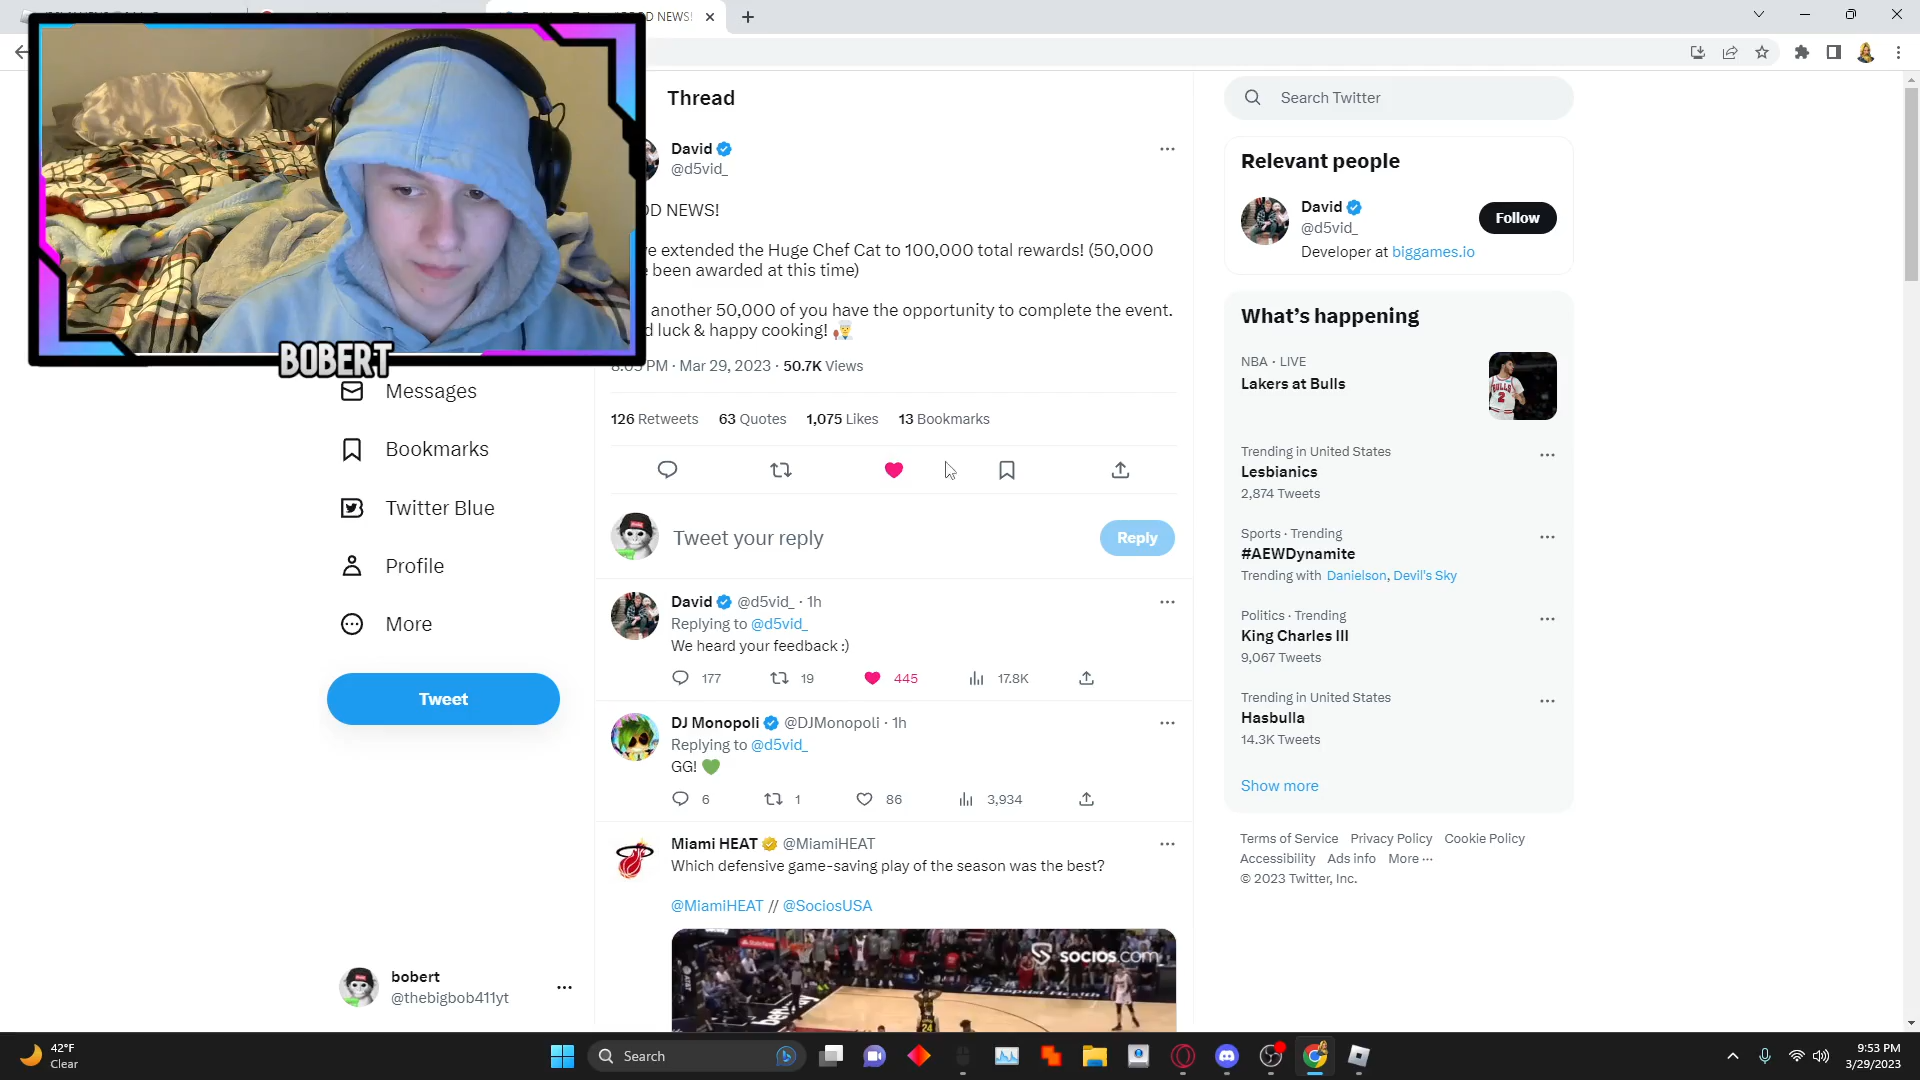 OOD NEWS!
BOBERT
Thread
David
@d5vid_
OD NEWS!
ve extended the Huge Chef Cat to 100,000 total rewards! (50,000
been awarded at this time)
another 50,000 of you have the opportunity to complete the event.
d luck & happy cooking!
8:05 PM · Mar 29, 2023 · 50.7K Views
126 Retweets 63 Quotes 1,075 Likes 13 Bookmarks
Tweet your reply
Reply
David @d5vid_ · 1h
Replying to @d5vid_
We heard your feedback :)
177 19 445 17.8K
DJ Monopoli @DJMonopoli · 1h
Replying to @d5vid_
GG!
6 1 86 3,934
Miami HEAT @MiamiHEAT
Which defensive game-saving play of the season was the best?
@MiamiHEAT // @SociosUSA
socios.com
24
Messages
Bookmarks
Twitter Blue
Profile
More
Tweet
bobert
@thebigbob411yt
Search Twitter
Relevant people
David
@d5vid_
Follow
Developer at biggames.io
What's happening
NBA · LIVE
Lakers at Bulls
BULLS
2
Trending in United States
Lesbianics
2,874 Tweets
Sports · Trending
#AEWDynamite
Trending with Danielson, Devil's Sky
Politics · Trending
King Charles III
9,067 Tweets
Trending in United States
Hasbulla
14.3K Tweets
Show more
Terms of Service Privacy Policy Cookie Policy
Accessibility Ads info More ···
© 2023 Twitter, Inc.
42°F
Clear
Search
9:53 PM
3/29/2023